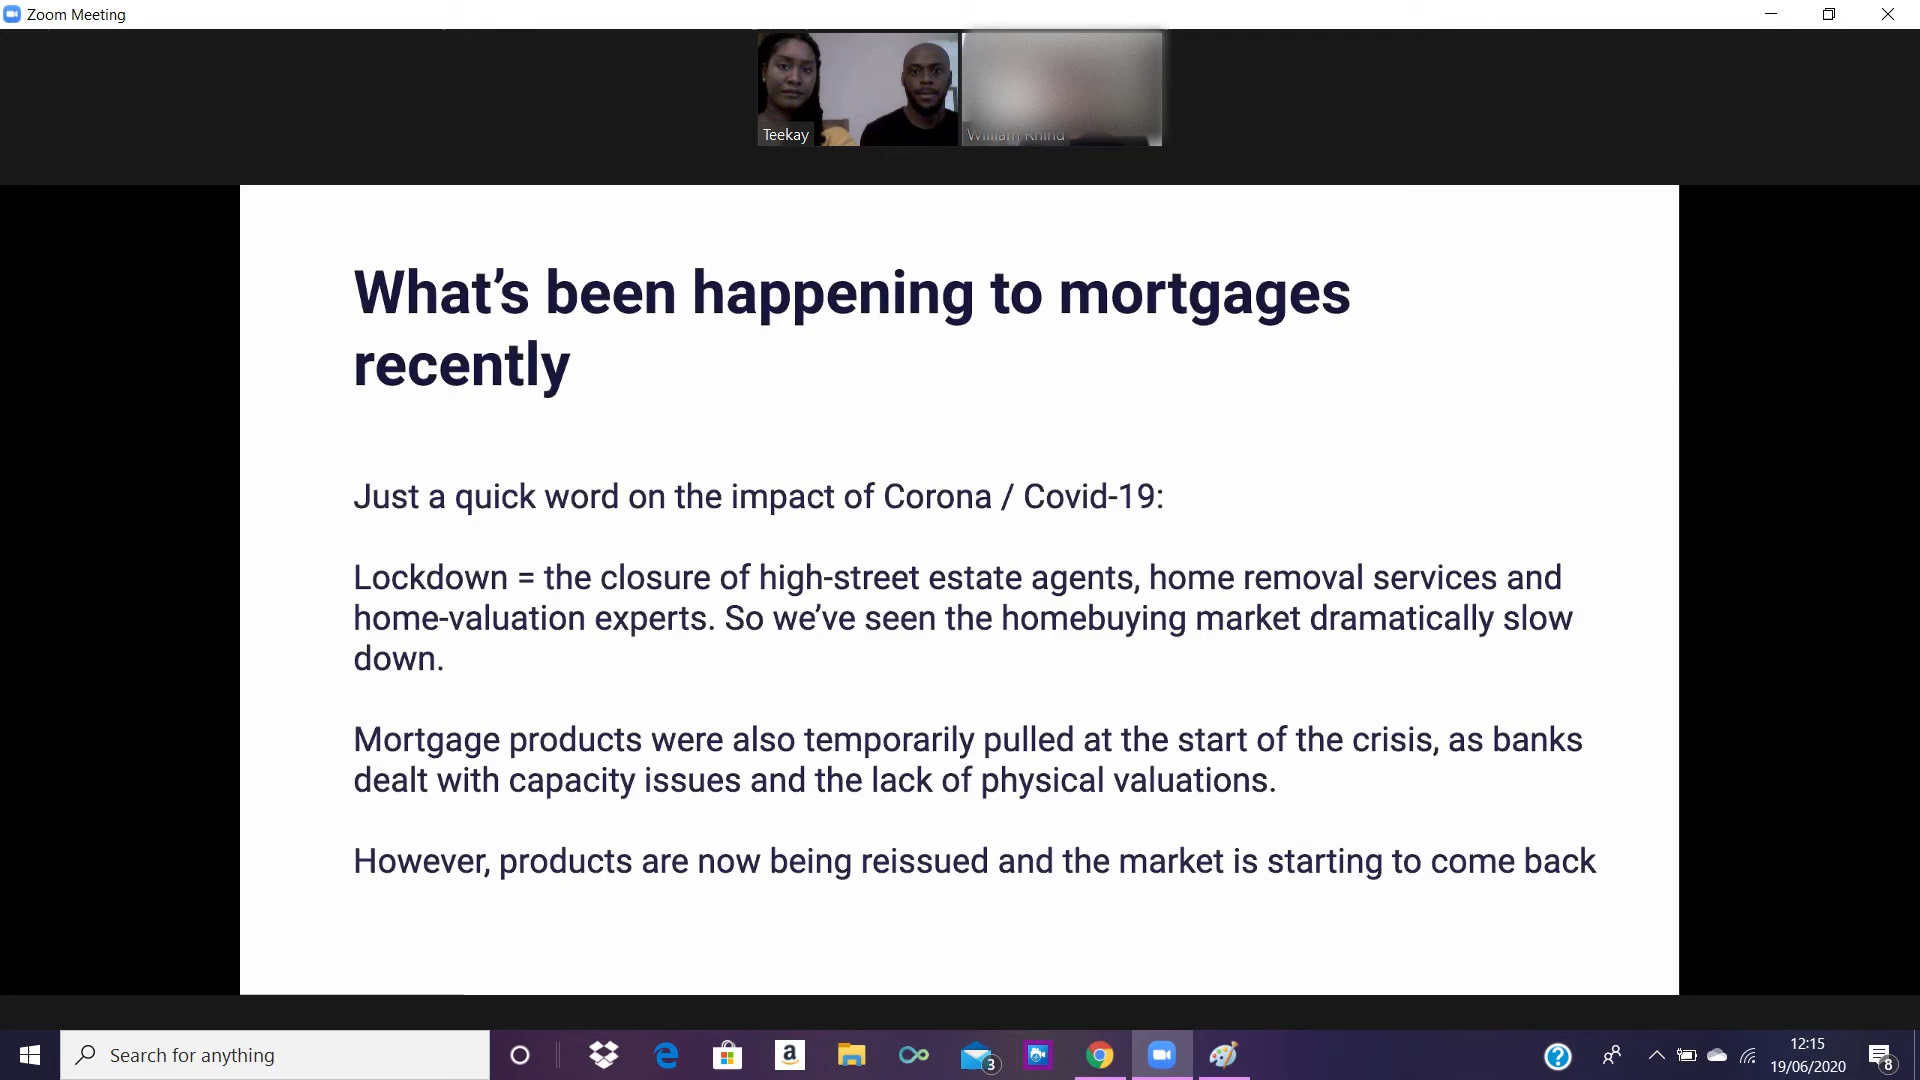 Zoom Meeting
Teekay
William Rhind
What’s been happening to mortgages
recently
Just a quick word on the impact of Corona / Covid-19:
Lockdown = the closure of high-street estate agents, home removal services and
home-valuation experts. So we’ve seen the homebuying market dramatically slow
down.
Mortgage products were also temporarily pulled at the start of the crisis, as banks
dealt with capacity issues and the lack of physical valuations.
However, products are now being reissued and the market is starting to come back
Search for anything
a
3
?
12:15
19/06/2020
8